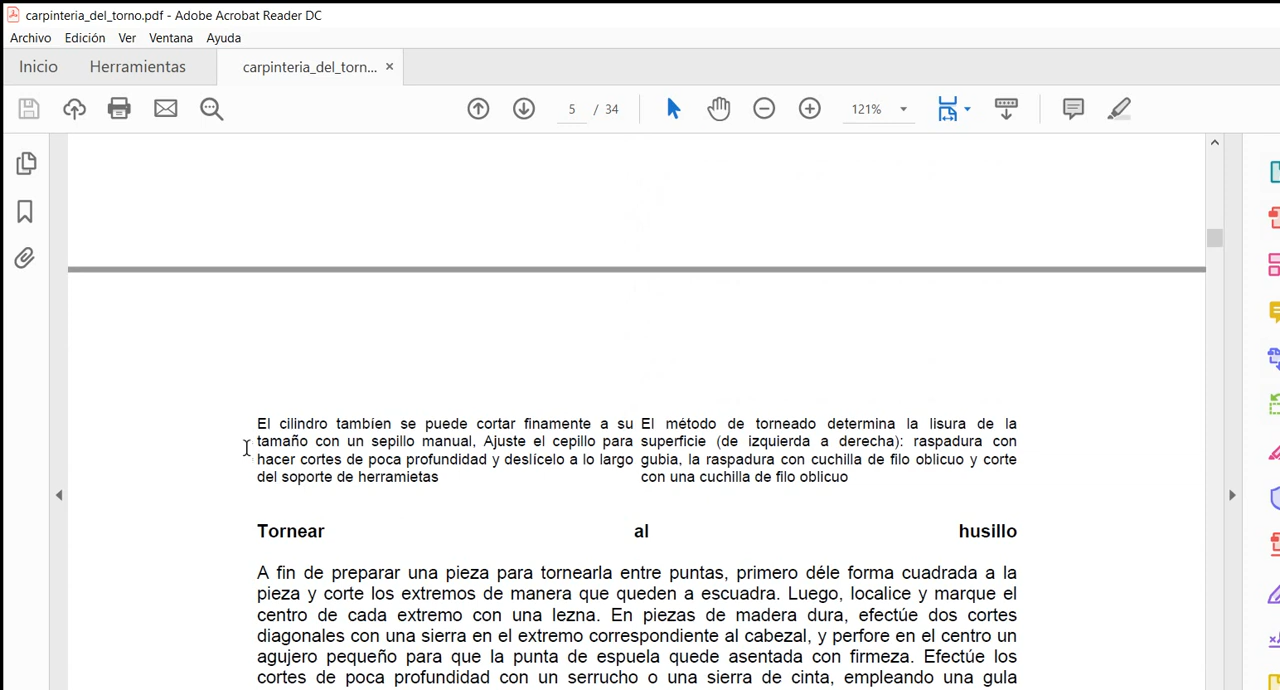 carpinteria_del_torno.pdf - Adobe Acrobat Reader DC
Archivo Edición Ver Ventana Ayuda
Inicio Herramientas carpinteria_del_torn... ×
5 / 34 121%
El cilindro tambíen se puede cortar finamente a su
tamaño con un sepillo manual, Ajuste el cepillo para
hacer cortes de poca profundidad y deslícelo a lo largo
del soporte de herramietas
El método de torneado determina la lisura de la
superficie (de izquierda a derecha): raspadura con
gubia, la raspadura con cuchilla de filo oblicuo y corte
con una cuchilla de filo oblicuo
Tornear al husillo
A fin de preparar una pieza para tornearla entre puntas, primero déle forma cuadrada a la
pieza y corte los extremos de manera que queden a escuadra. Luego, localice y marque el
centro de cada extremo con una lezna. En piezas de madera dura, efectúe dos cortes
diagonales con una sierra en el extremo correspondiente al cabezal, y perfore en el centro un
agujero pequeño para que la punta de espuela quede asentada con firmeza. Efectúe los
cortes de poca profundidad con un serrucho o una sierra de cinta, empleando una guía